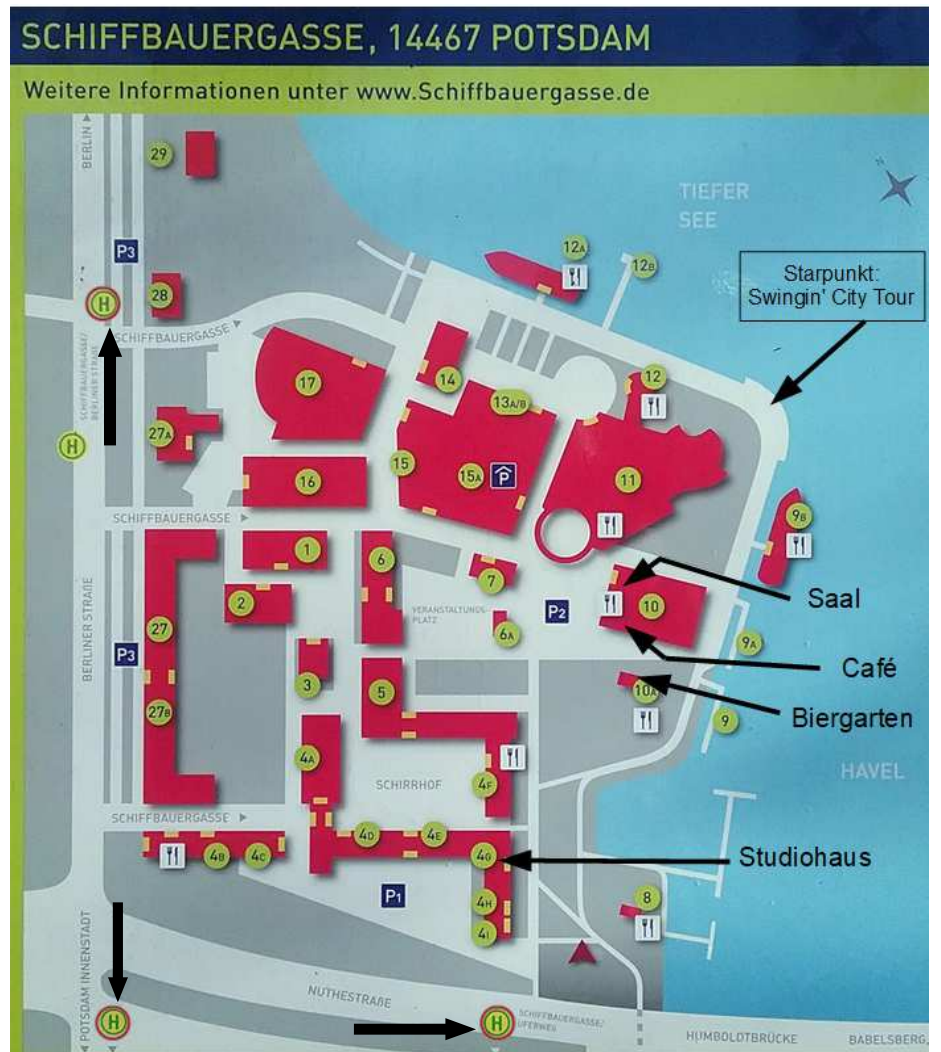 SCHIFFBAUERGASSE, 14467 POTSDAM
Weitere Informationen unter www.Schiffbauergasse.de
BERLIN
29
TIEFER
SEE
N
P3
12A
12B
Starpunkt:
Swingin' City Tour
28
H
SCHIFFBAUERGASSE
SCHIFFBAUERGASSE/
BERLINER STRAßE
17
14
12
13A/B
27A
H
15
15A
P
11
16
SCHIFFBAUERGASSE
9B
1
6
7
Saal
2
VERANSTALTUNGS-
PLATZ
P2
10
27
6A
9A
BERLINER STRAßE
P3
3
5
Café
10A
27B
Biergarten
9
4A
SCHIRRHOF
4F
HAVEL
SCHIFFBAUERGASSE
4D
4E
4B
4C
4G
Studiohaus
P1
4H
8
4I
POTSDAM INNENSTADT
NUTHESTRAßE
H
H
SCHIFFBAUERGASSE/
UFERWEG
HUMBOLDTBRÜCKE
BABELSBERG,